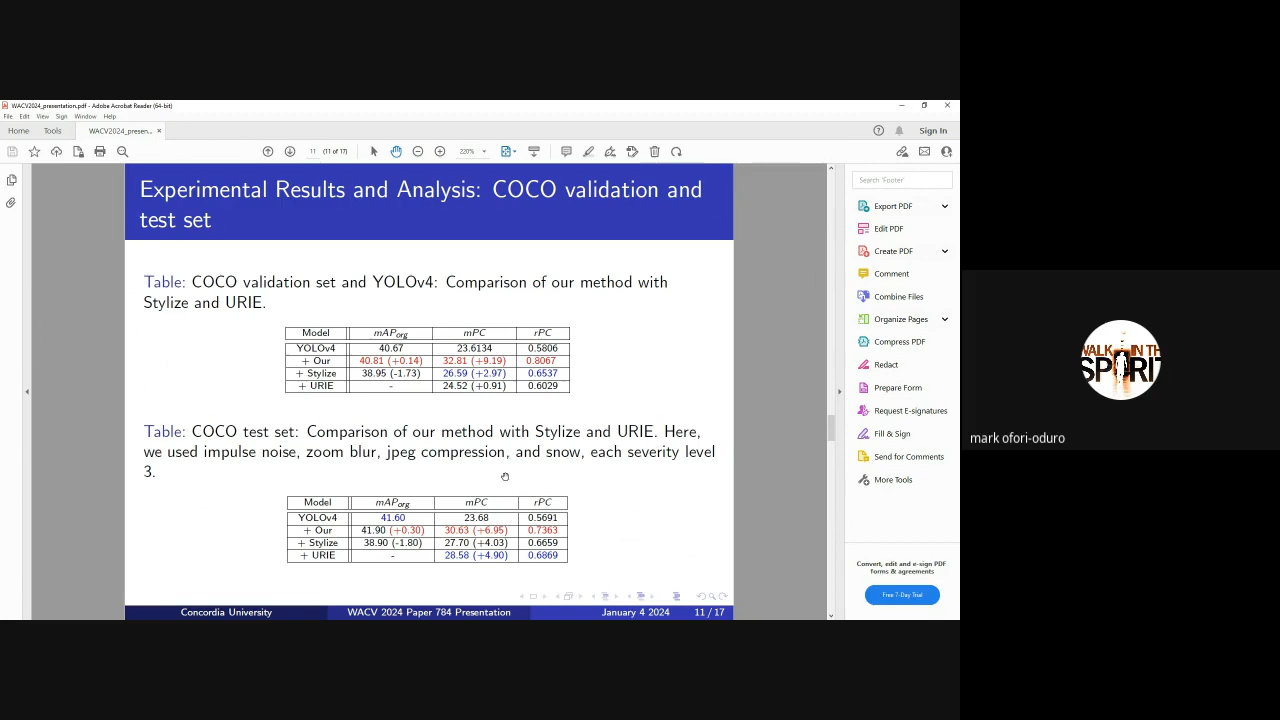 WACV2024_presentation.pdf - Adobe Acrobat Reader (64-bit)
File Edit View Sign Window Help
Home Tools WACV2024_presen... × Sign In
11 (11 of 17) 220%
Experimental Results and Analysis: COCO validation and
test set
Table: COCO validation set and YOLOv4: Comparison of our method with
Stylize and URIE.
Model mAPorg mPC rPC
YOLOv4 40.67 23.6134 0.5806
+ Our 40.81 (+0.14) 32.81 (+9.19) 0.8067
+ Stylize 38.95 (-1.73) 26.59 (+2.97) 0.6537
+ URIE - 24.52 (+0.91) 0.6029
Table: COCO test set: Comparison of our method with Stylize and URIE. Here,
we used impulse noise, zoom blur, jpeg compression, and snow, each severity level
3.
Model mAPorg mPC rPC
YOLOv4 41.60 23.68 0.5691
+ Our 41.90 (+0.30) 30.63 (+6.95) 0.7363
+ Stylize 38.90 (-1.80) 27.70 (+4.03) 0.6659
+ URIE - 28.58 (+4.90) 0.6869
Concordia University WACV 2024 Paper 784 Presentation January 4 2024 11 / 17
Search 'Footer'
Export PDF
Edit PDF
Create PDF
Comment
Combine Files
Organize Pages
Compress PDF
Redact
Prepare Form
Request E-signatures
Fill & Sign
Send for Comments
More Tools
Convert, edit and e-sign PDF
forms & agreements
Free 7-Day Trial
WALK IN TH
SPIRIT
mark ofori-oduro